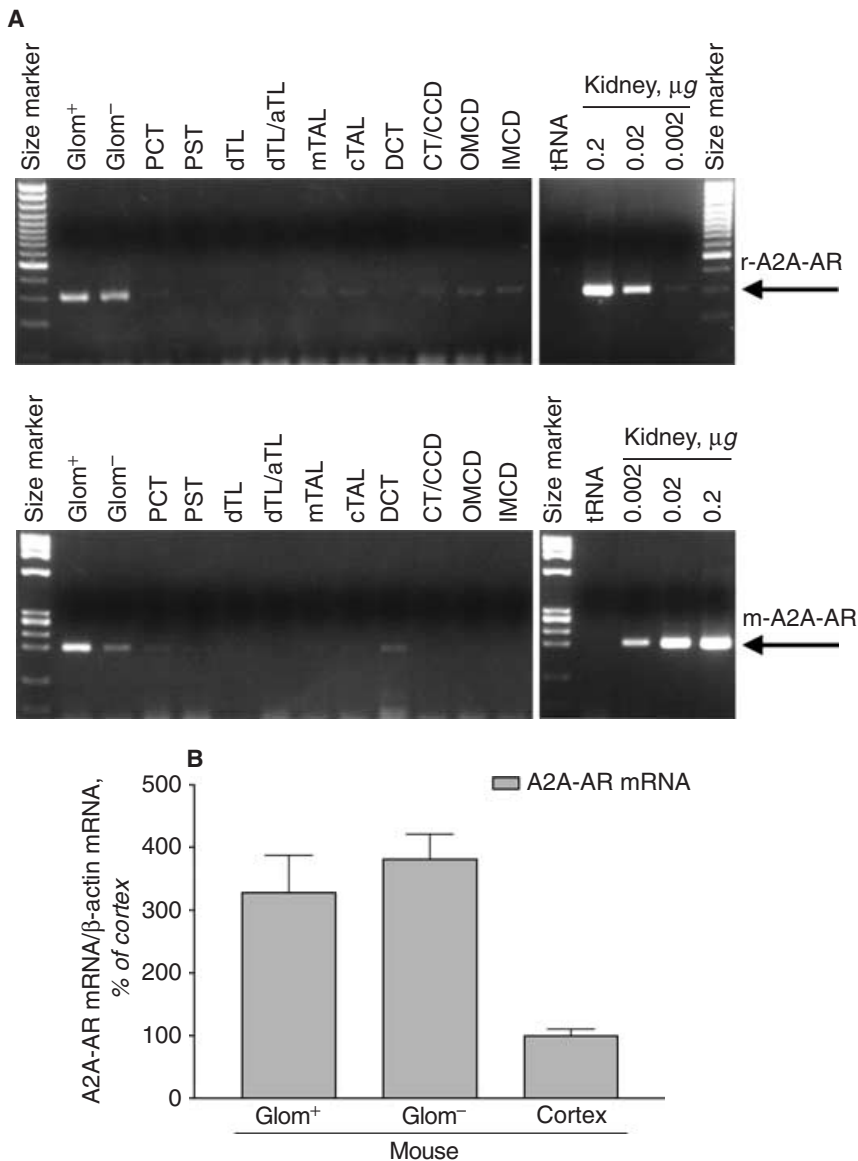 A
Size marker
Glom+
Glom−
PCT
PST
dTL
dTL/aTL
mTAL
cTAL
DCT
CT/CCD
OMCD
IMCD
tRNA
Kidney, μg
0.2
0.02
0.002
Size marker
r-A2A-AR
Size marker
Glom+
Glom−
PCT
PST
dTL
dTL/aTL
mTAL
cTAL
DCT
CT/CCD
OMCD
IMCD
Size marker
tRNA
Kidney, μg
0.002
0.02
0.2
m-A2A-AR
B
A2A-AR mRNA/β-actin mRNA,
% of cortex
500
400
300
200
100
0
A2A-AR mRNA
Glom+
Glom−
Cortex
Mouse